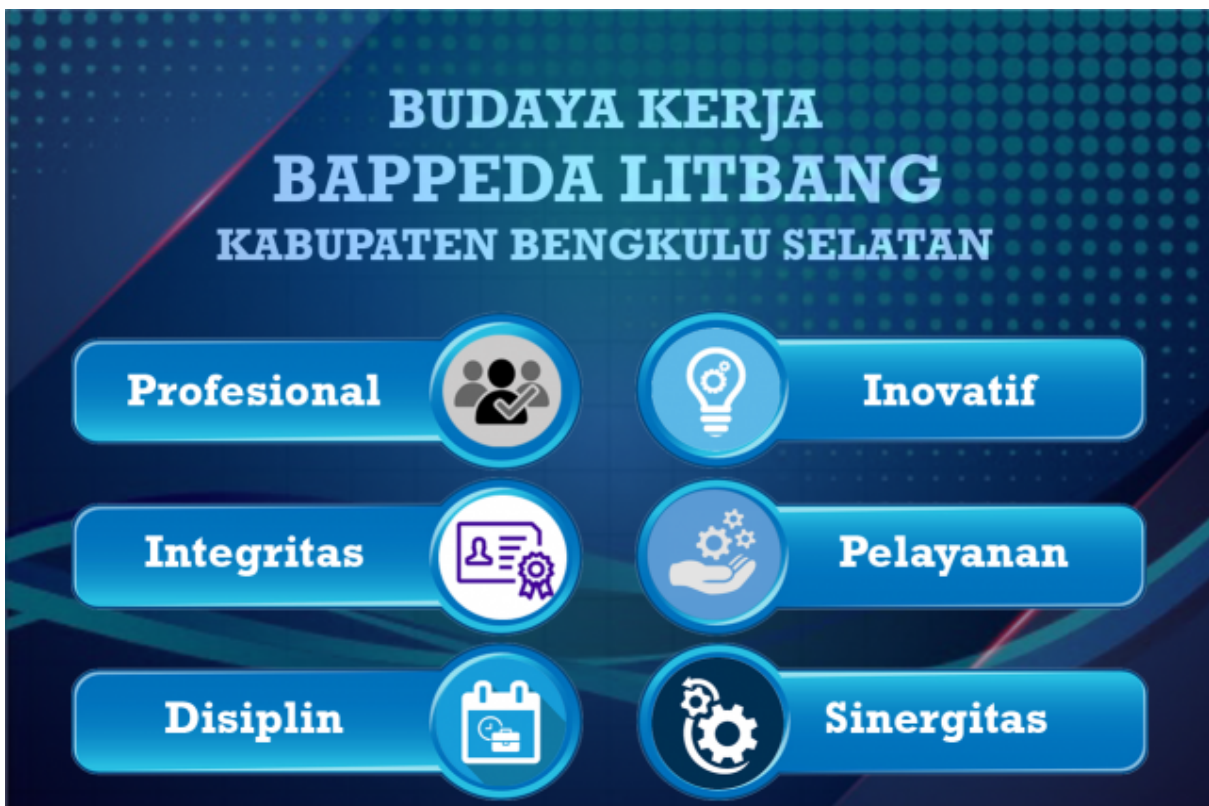 BUDAYA KERJA
BAPPEDA LITBANG
KABUPATEN BENGKULU SELATAN
Profesional
Inovatif
Integritas
Pelayanan
Disiplin
Sinergitas